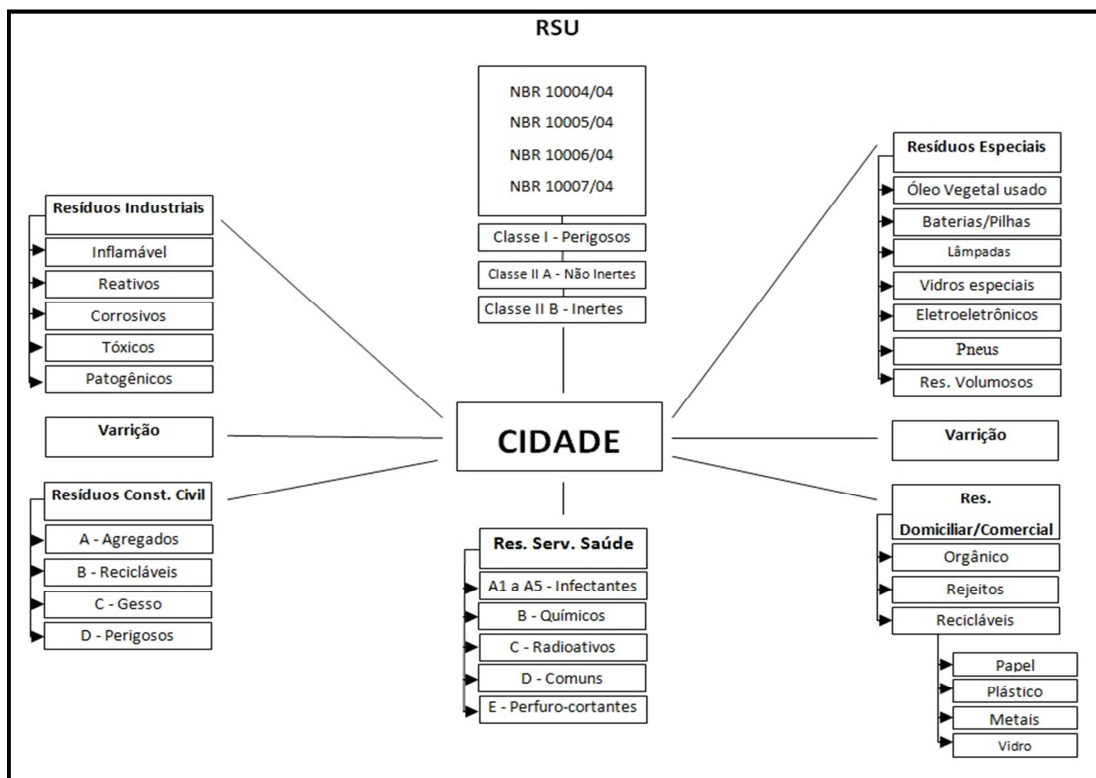 RSU
NBR 10004/04
NBR 10005/04
NBR 10006/04
NBR 10007/04
Classe I - Perigosos
Classe II A - Não Inertes
Classe II B - Inertes
Resíduos Industriais
Inflamável
Reativos
Corrosivos
Tóxicos
Patogênicos
Resíduos Especiais
Óleo Vegetal usado
Baterias/Pilhas
Lâmpadas
Vidros especiais
Eletroeletrônicos
Pneus
Res. Volumosos
Varrição
CIDADE
Varrição
Resíduos Const. Civil
A - Agregados
B - Recicláveis
C - Gesso
D - Perigosos
Res. Serv. Saúde
A1 a A5 - Infectantes
B - Químicos
C - Radioativos
D - Comuns
E - Perfuro-cortantes
Res.
Domiciliar/Comercial
Orgânico
Rejeitos
Recicláveis
Papel
Plástico
Metais
Vidro